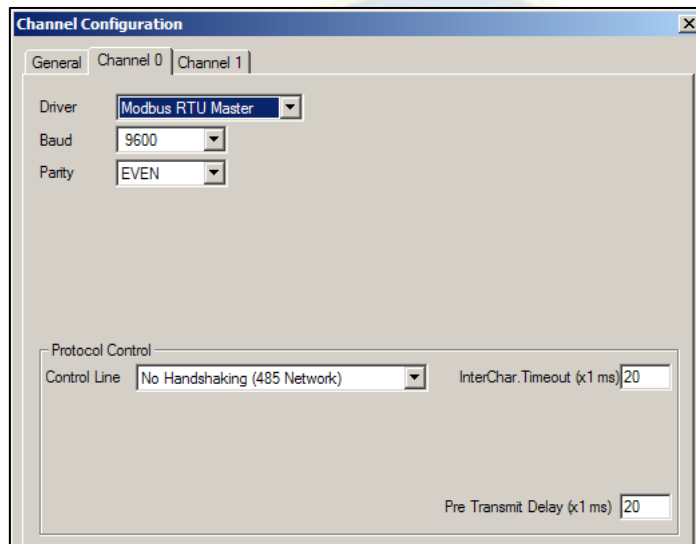 Channel Configuration
General Channel 0 Channel 1
Driver Modbus RTU Master
Baud 9600
Parity EVEN
Protocol Control
Control Line No Handshaking (485 Network) InterChar.Timeout (x1 ms) 20
Pre Transmit Delay (x1 ms) 20